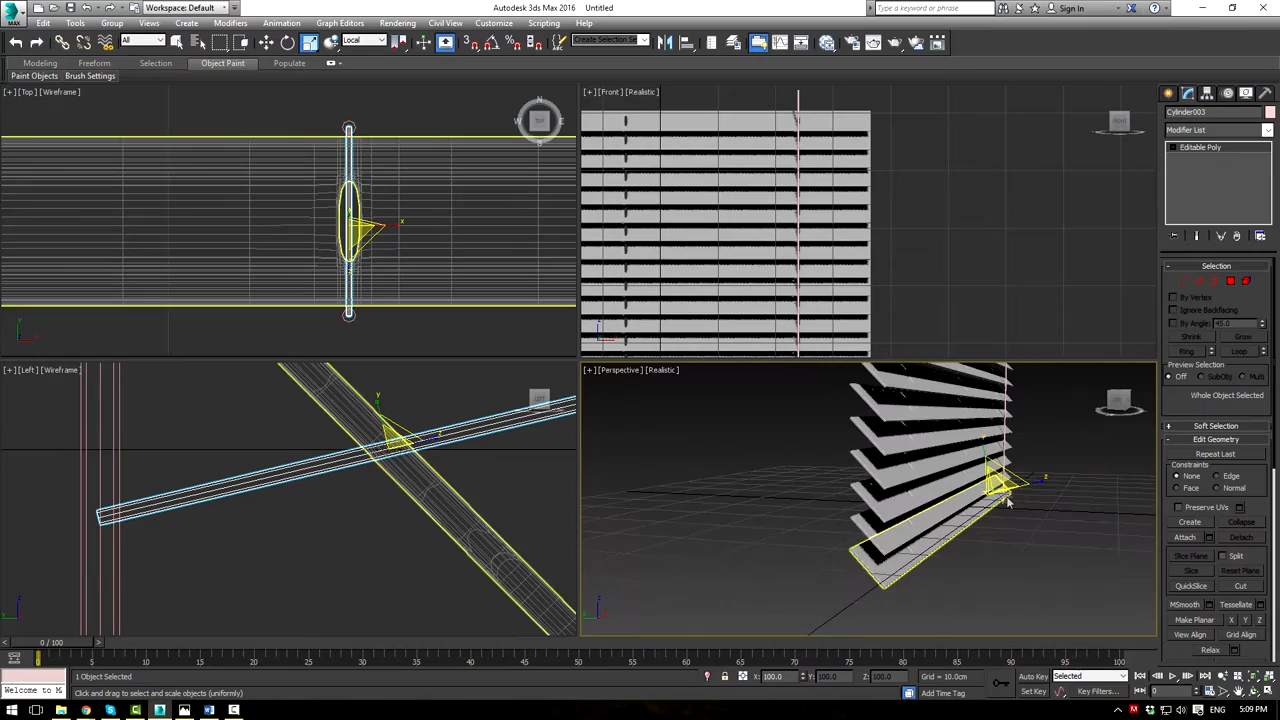 Workspace: Default
Autodesk 3ds Max 2016    Untitled
Type a keyword or phrase
Sign In
MAX
Edit Tools Group Views Create Modifiers Animation Graph Editors Rendering Civil View Customize Scripting Help
All
Local
Create Selection Se
Modeling Freeform Selection Object Paint Populate
Paint Objects Brush Settings
[+] [Top] [Wireframe]
N
W TOP E
S
x
[+] [Front] [Realistic]
FRONT
[+] [Left] [Wireframe]
LEFT
y
[+] [Perspective] [Realistic]
z
Cylinder003
Modifier List
Editable Poly
- Selection
By Vertex
Ignore Backfacing
By Angle: 45.0
Shrink Grow
Ring Loop
Preview Selection
Off SubObj Multi
Whole Object Selected
+ Soft Selection
- Edit Geometry
Repeat Last
Constraints
None Edge
Face Normal
Preserve UVs
Create Collapse
Attach Detach
Slice Plane Split
Slice Reset Plane
QuickSlice Cut
MSmooth Tessellate
Make Planar X Y Z
View Align Grid Align
Relax
< 0 / 100 >
0 5 10 15 20 25 30 35 40 45 50 55 60 65 70 75 80 85 90 95 100
1 Object Selected
X: 100.0 Y: 100.0 Z: 100.0
Grid = 10.0cm
Auto Key Selected
Welcome to M
Click and drag to select and scale objects (uniformly)
Add Time Tag
Set Key Key Filters...
0
ENG 5:09 PM